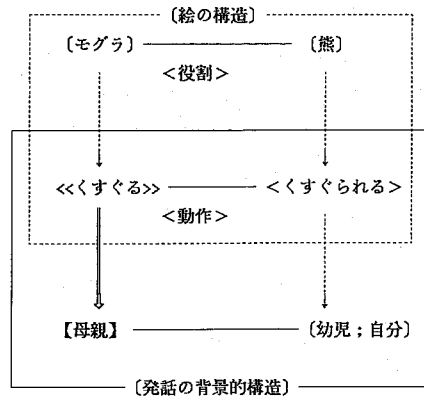 〔絵の構造〕
〔モグラ〕 〔熊〕
＜役割＞
≪くすぐる≫ ＜くすぐられる＞
＜動作＞
【母親】 〔幼児；自分〕
〔発話の背景的構造〕